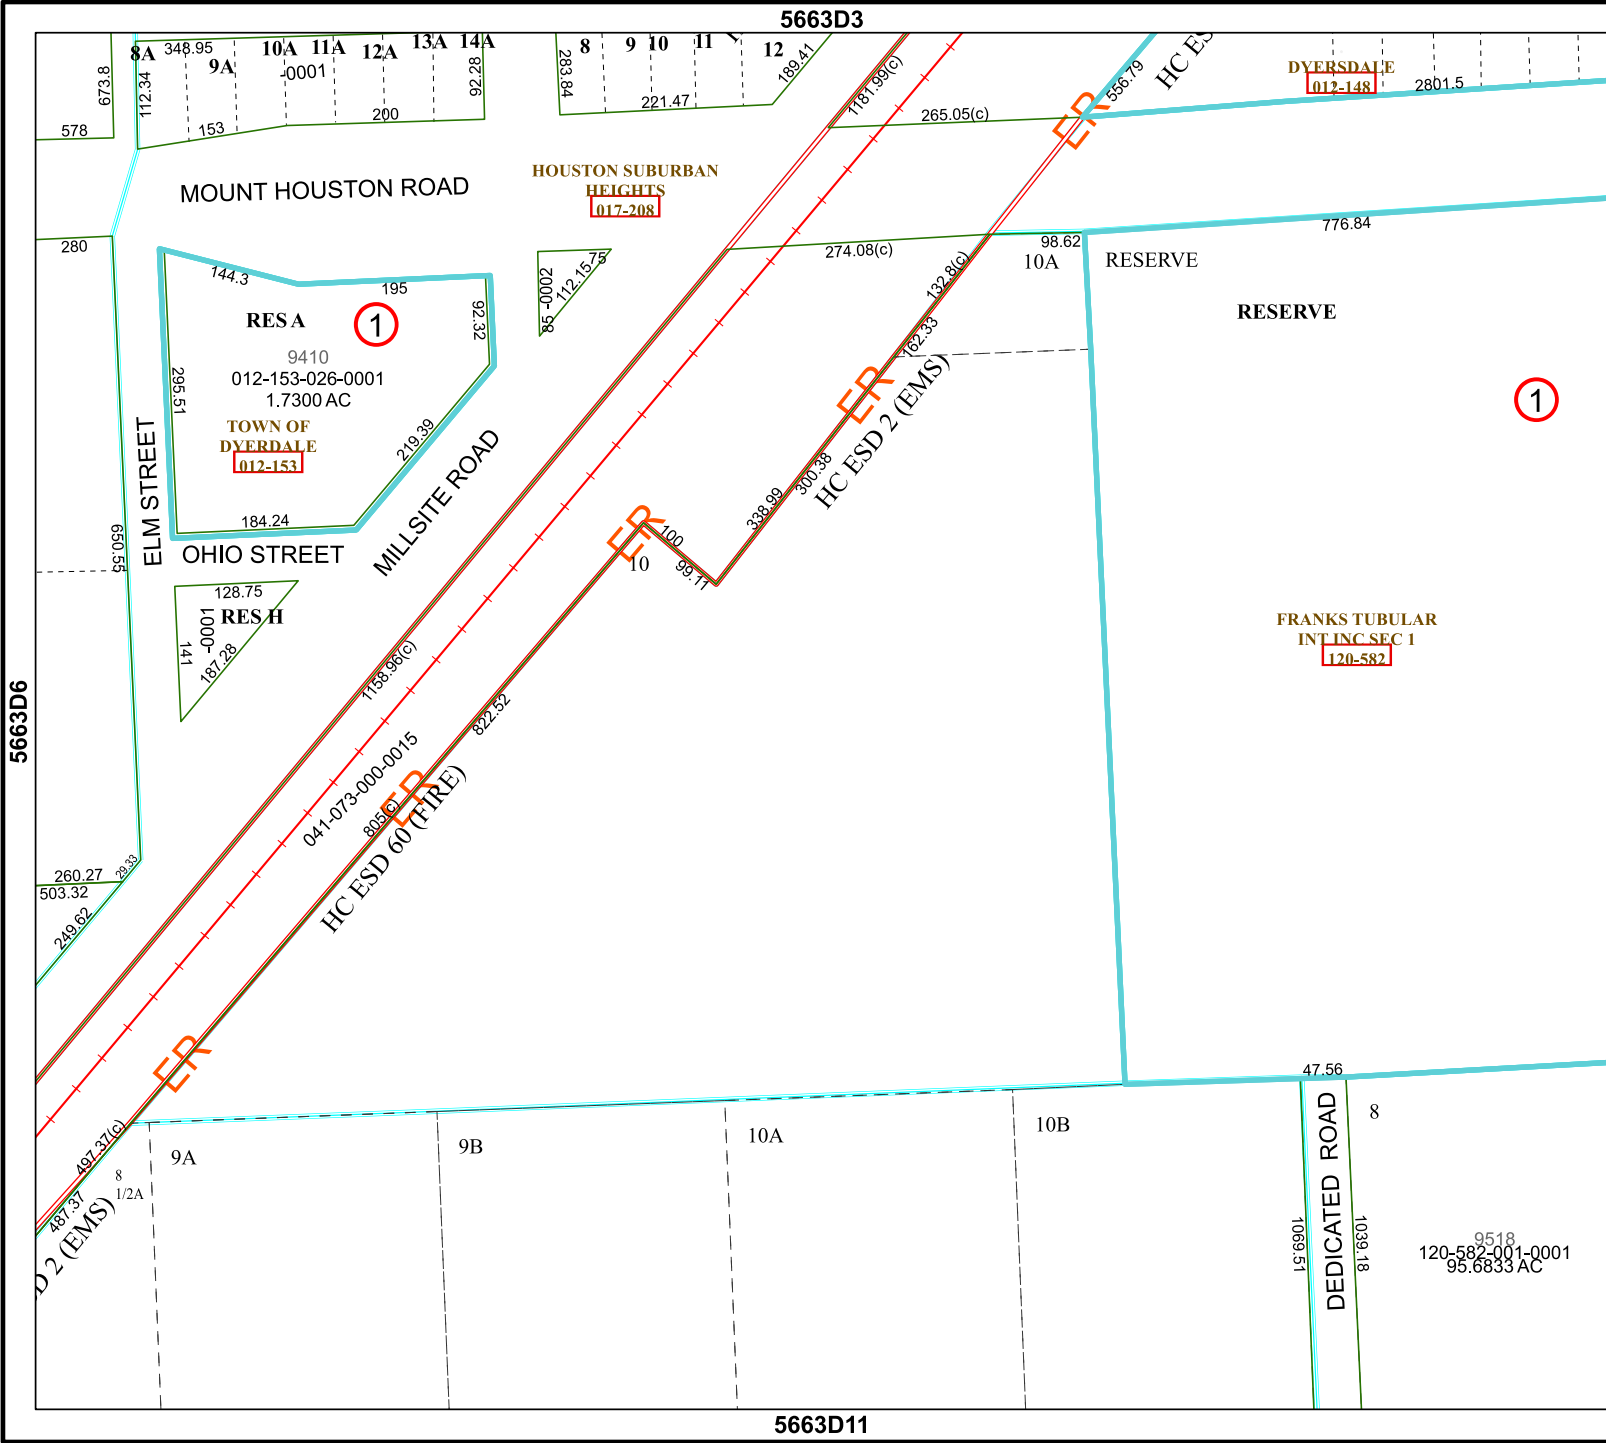 5663D3
8A
348.95
9A
10A
11A
12A
13A
14A
-0001
673.8
112.34
92.28
578
153
200
8
9
10
11
12
283.84
221.47
189.41
1181.99(c)
265.05(c)
556.79
HC ES
DYERSDALE
012-148
2801.5
ER
MOUNT HOUSTON ROAD
HOUSTON SUBURBAN
HEIGHTS
017-208
280
144.3
195
92.32
RES A
1
9410
012-153-026-0001
1.7300 AC
TOWN OF
DYERDALE
012-153
295.51
219.39
184.24
85 -0002
112.15
75
274.08(c)
98.62
10A
132.8(c)
162.33
776.84
RESERVE
RESERVE
1
ELM STREET
OHIO STREET
MILLSITE ROAD
650.55
128.75
RES H
-0001
141
187.28
ER
HC ESD 2 (EMS)
300.38
338.99
ER
10
100
99.11
FRANKS TUBULAR
INT INC SEC 1
120-582
5663D6
1158.96(c)
822.52
041-073-000-0015
ER
805(c)
HC ESD 60 (FIRE)
260.27
29.33
503.32
249.62
ER
47.56
497.37(c)
487.37
D 2 (EMS)
8
1/2A
9A
9B
10A
10B
8
DEDICATED ROAD
1069.51
1039.18
9518
120-582-001-0001
95.6833 AC
5663D11